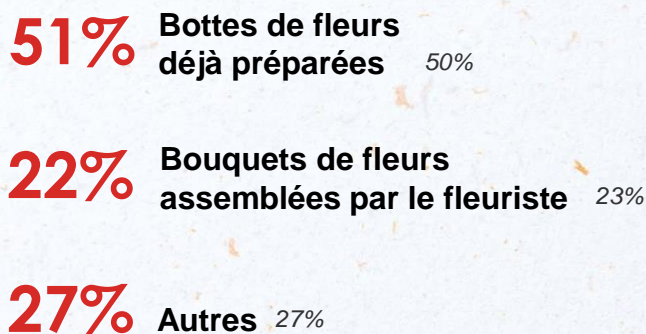 51% Bottes de fleurs
déjà préparées 50%
22% Bouquets de fleurs
assemblées par le fleuriste 23%
27% Autres 27%